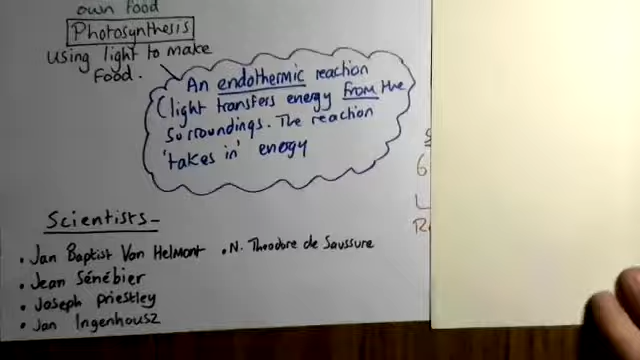 own food
Photosynthesis
using light to make
food.
An endothermic reaction
(light transfers energy from the
surroundings. The reaction
'takes in' energy
Scientists-
• Jan Baptist Van Helmont
• N. Theodore de Saussure
• Jean Sénébier
• Joseph Priestley
• Jan Ingenhousz
6